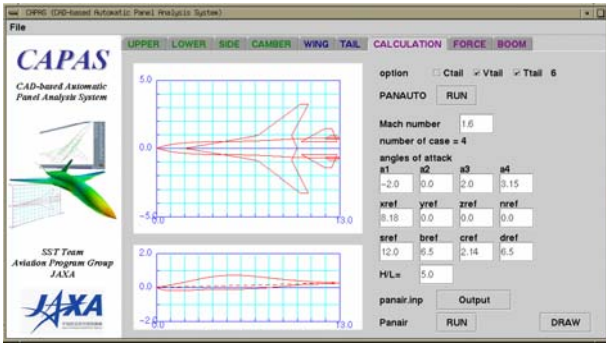 CAPAS (CAD-based Automatic Panel Analysis System)
File
UPPER LOWER SIDE CAMBER WING TAIL CALCULATION FORCE BOOM
CAPAS
CAD-based Automatic
Panel Analysis System
SST Team
Aviation Program Group
JAXA
JAXA
5.0
0.0
-5.0
0.0 13.0
2.0
0.0
-2.0
0.0 13.0
option Ctail Vtail Ttail 6
PANAUTO RUN
Mach number 1.6
number of case = 4
angles of attack
a1 a2 a3 a4
-2.0 0.0 2.0 3.15
xref yref zref nref
8.18 0.0 0.0 0.0
sref bref cref dref
12.0 6.5 2.14 6.5
H/L= 5.0
panair.inp Output
Panair RUN DRAW